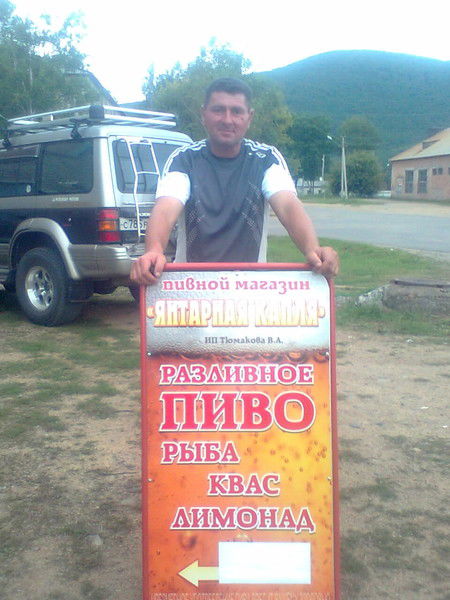 ПИВНОЙ МАГАЗИН
«ЯНТАРНАЯ КАПЛЯ»
ИП Тюмакова В.А.
РАЗЛИВНОЕ
ПИВО
РЫБА
КВАС
ЛИМОНАД